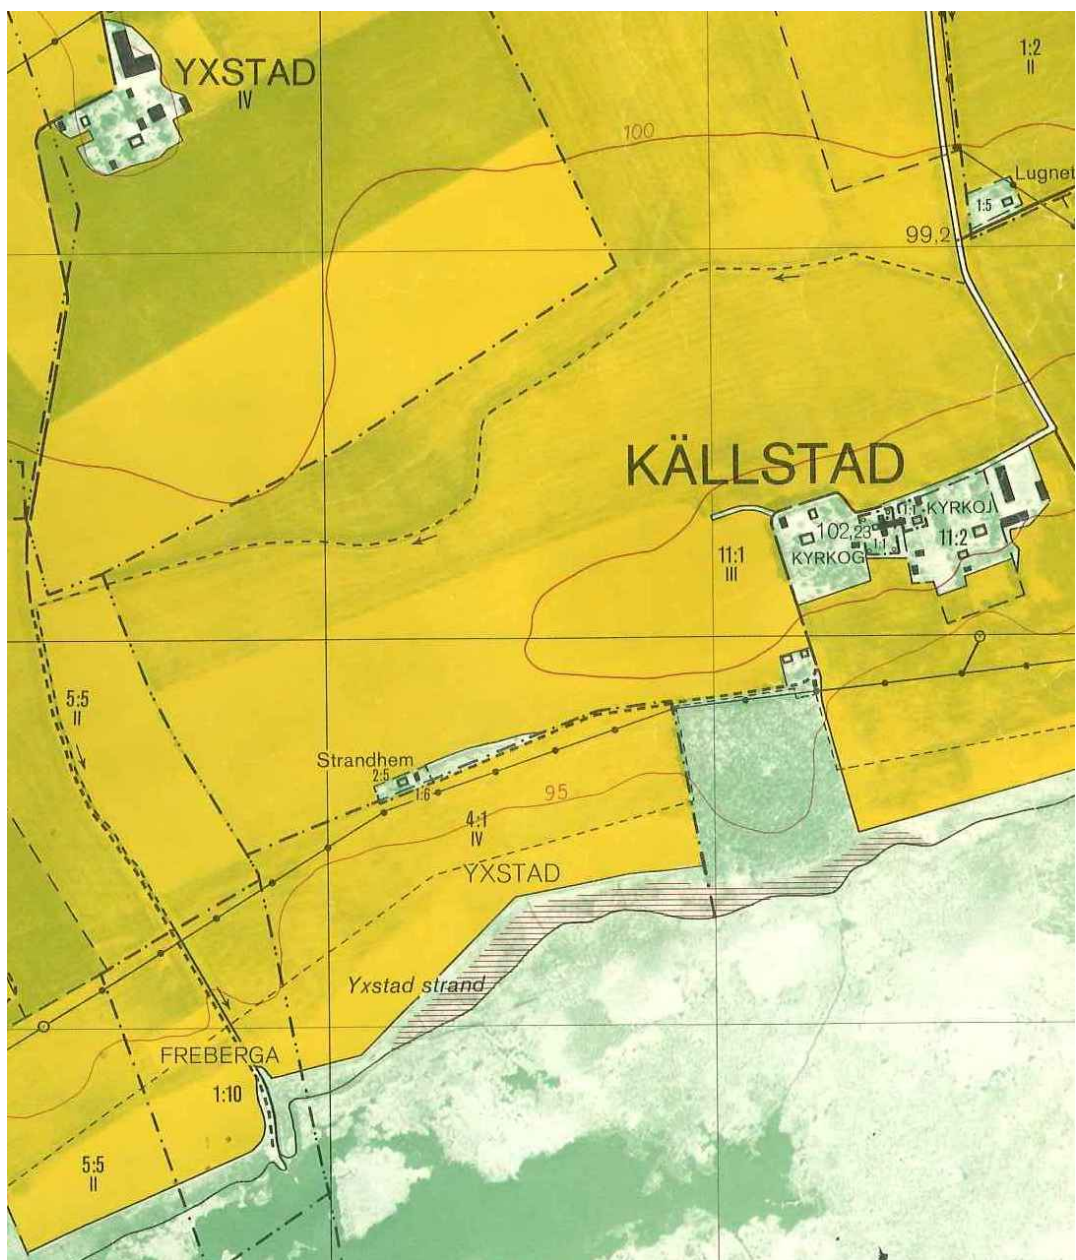 1:2
II
YXSTAD
IV
100
Lugnet
1:5
99,2
KÄLLSTAD
KYRKOJ
102,23
11:2
KYRKOG
1:1
11:1
III
5:5
II
Strandhem
2:5
1:6
95
4:1
IV
YXSTAD
Yxstad strand
FREBERGA
1:10
5:5
II